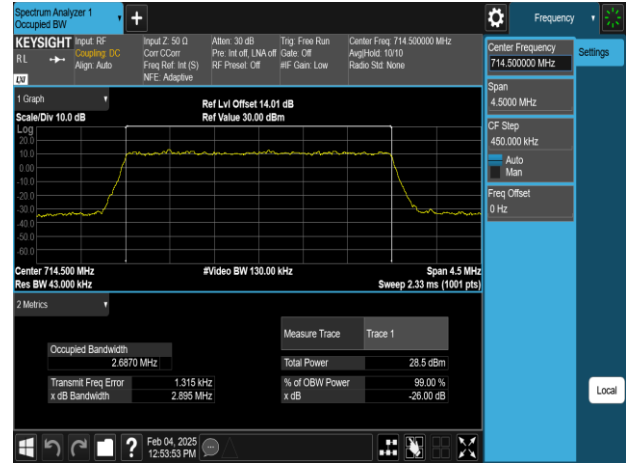 Spectrum Analyzer 1
Occupied BW
Frequency
KEYSIGHT
RL
LXI
Input: RF
Coupling: DC
Align: Auto
Input Z: 50 Ω
Corr CCorr
Freq Ref: Int (S)
NFE: Adaptive
Atten: 30 dB
Pre: Int off, LNA off
RF Presel: Off
Trig: Free Run
Gate: Off
#IF Gain: Low
Center Freq: 714.500000 MHz
Avg|Hold: 10/10
Radio Std: None
Center Frequency
714.500000 MHz
Settings
Span
4.5000 MHz
CF Step
450.000 kHz
Auto
Man
Freq Offset
0 Hz
Local
1 Graph
Scale/Div 10.0 dB
Ref Lvl Offset 14.01 dB
Ref Value 30.00 dBm
Log
20.0
10.0
0.00
-10.0
-20.0
-30.0
-40.0
-50.0
-60.0
Center 714.500 MHz
#Video BW 130.00 kHz
Span 4.5 MHz
Res BW 43.000 kHz
Sweep 2.33 ms (1001 pts)
2 Metrics
Measure Trace
Trace 1
Occupied Bandwidth
2.6870 MHz
Total Power
28.5 dBm
Transmit Freq Error
1.315 kHz
% of OBW Power
99.00 %
x dB Bandwidth
2.895 MHz
x dB
-26.00 dB
?
Feb 04, 2025
12:53:53 PM